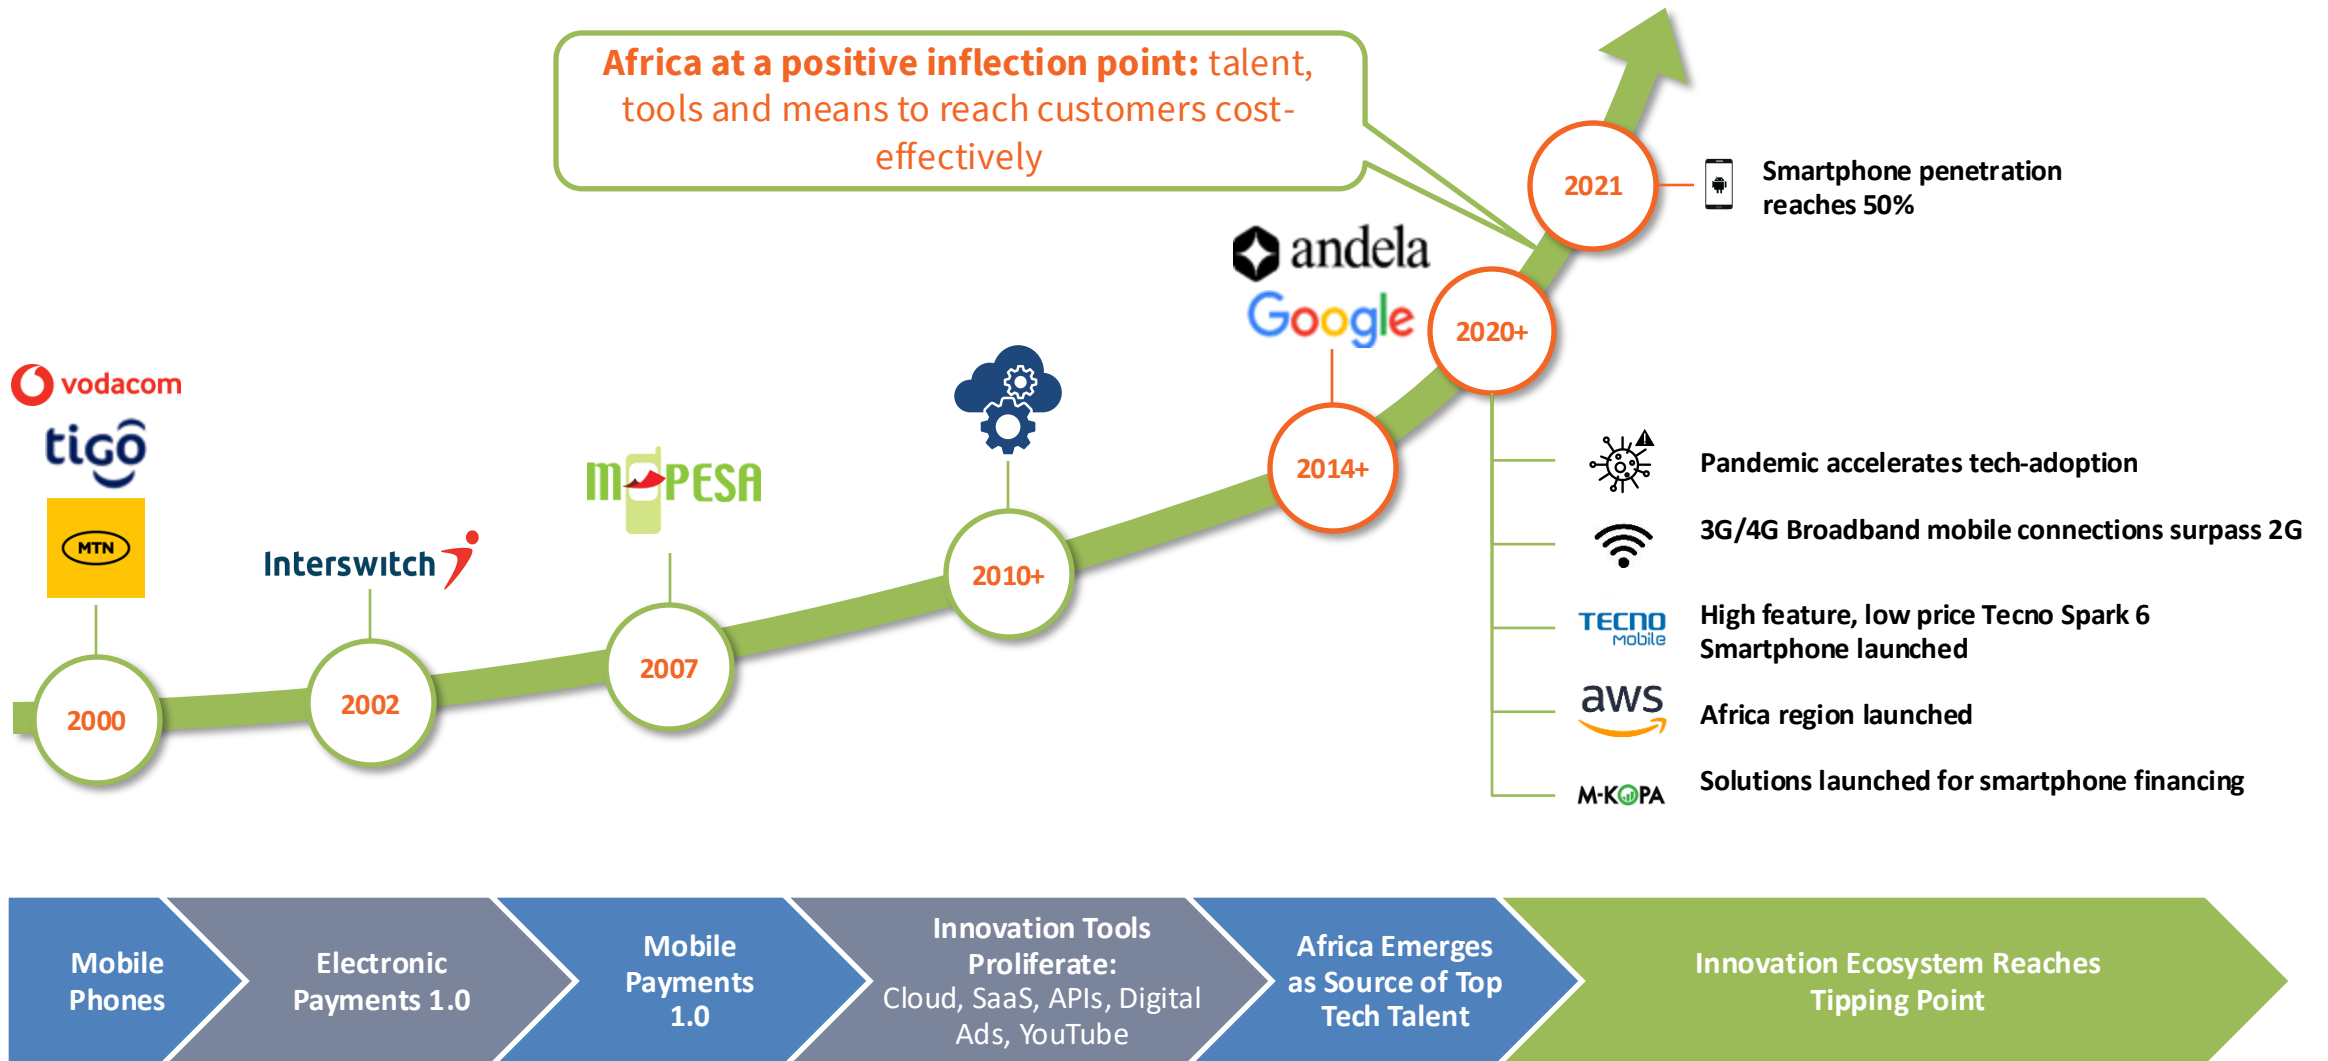 Africa at a positive inflection point: talent,
tools and means to reach customers cost-
effectively
2021
Smartphone penetration
reaches 50%
andela
Google
2020+
vodacom
tigo
MTN
Interswitch
m-PESA
2014+
2010+
2007
2002
2000
Pandemic accelerates tech-adoption
3G/4G Broadband mobile connections surpass 2G
TECNO
mobile
High feature, low price Tecno Spark 6
Smartphone launched
aws
Africa region launched
M-KOPA
Solutions launched for smartphone financing
Mobile
Phones
Electronic
Payments 1.0
Mobile
Payments
1.0
Innovation Tools
Proliferate:
Cloud, SaaS, APIs, Digital
Ads, YouTube
Africa Emerges
as Source of Top
Tech Talent
Innovation Ecosystem Reaches
Tipping Point